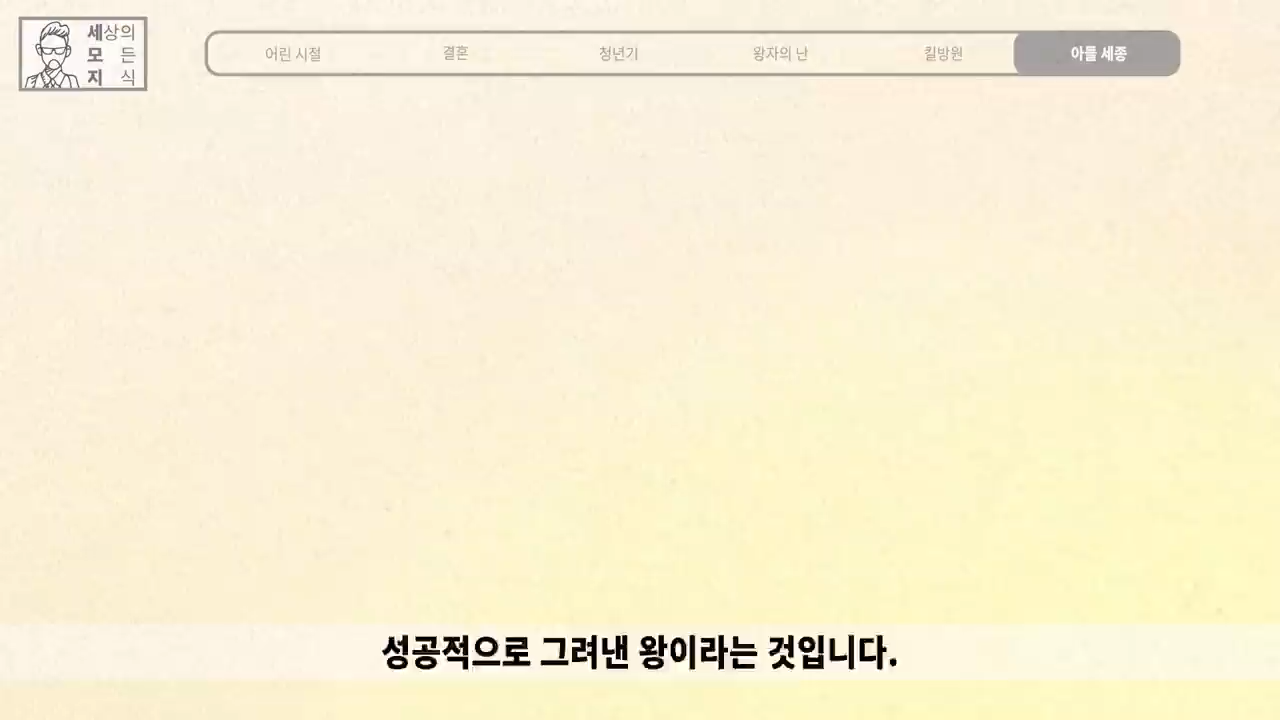 세상의
모 든
지 식
어린 시절
결혼
청년기
왕자의 난
킬방원
아들 세종
성공적으로 그려낸 왕이라는 것입니다.